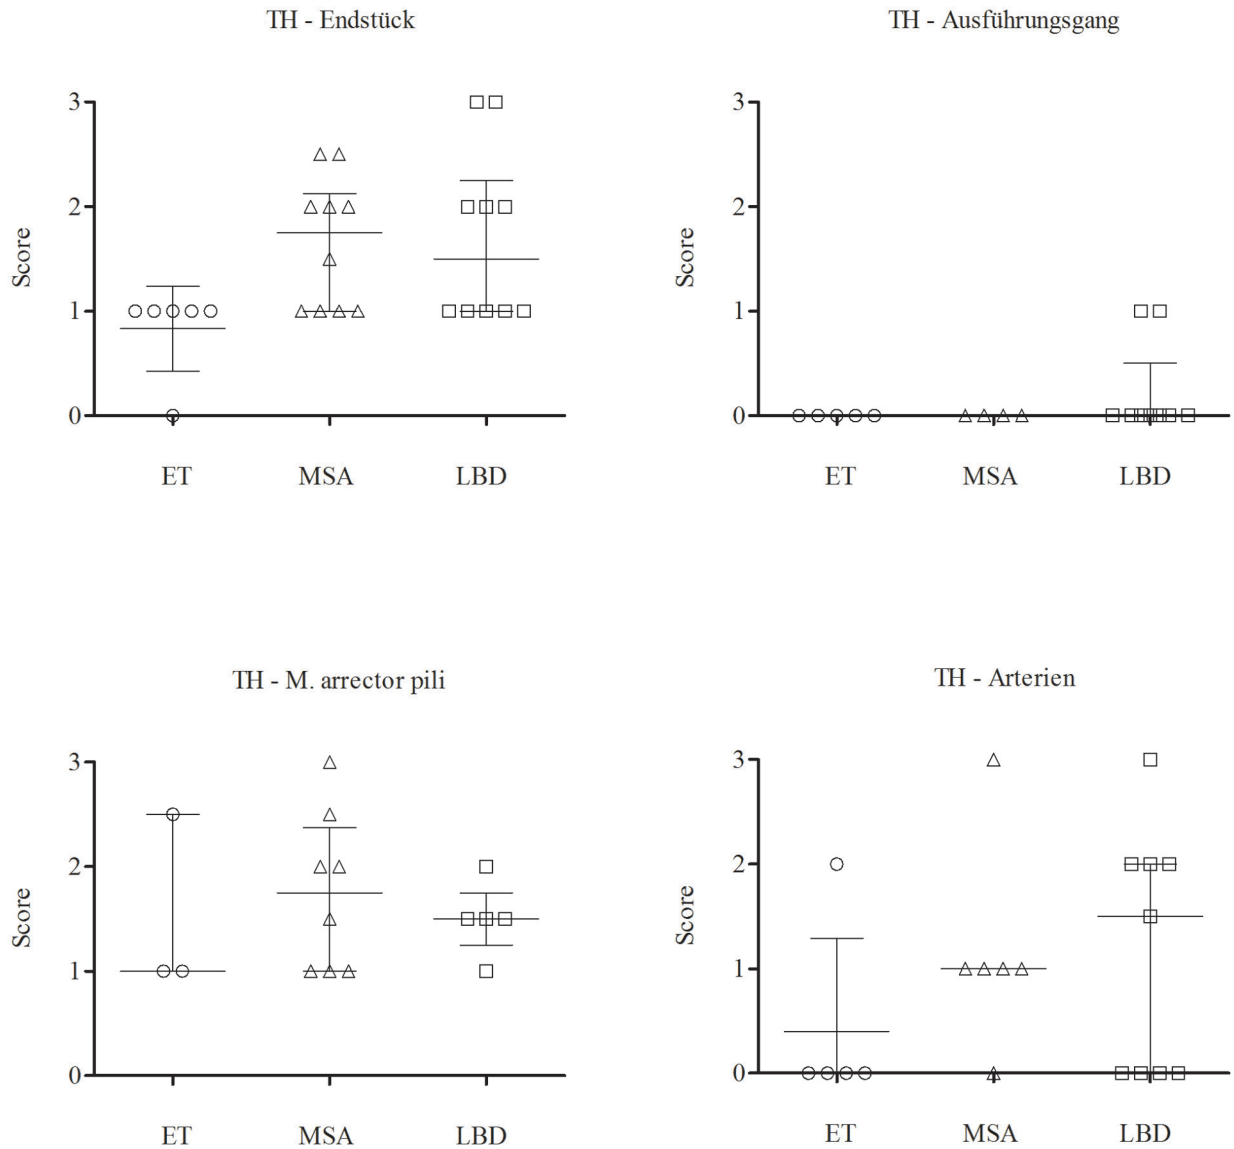 TH - Endstück
3
2
1
0
Score
ET MSA LBD
TH - Ausführungsgang
3
2
1
0
Score
ET MSA LBD
TH - M. arrector pili
3
2
1
0
Score
ET MSA LBD
TH - Arterien
3
2
1
0
Score
ET MSA LBD